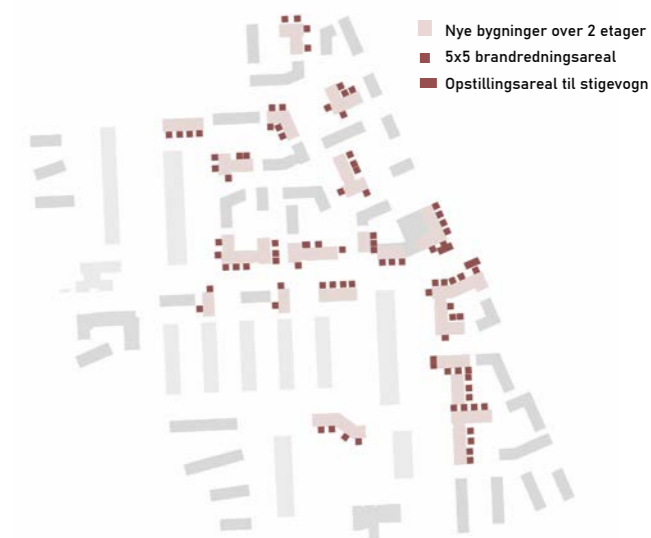 Nye bygninger over 2 etager
5x5 brandredningsareal
Opstillingsareal til stigevogn